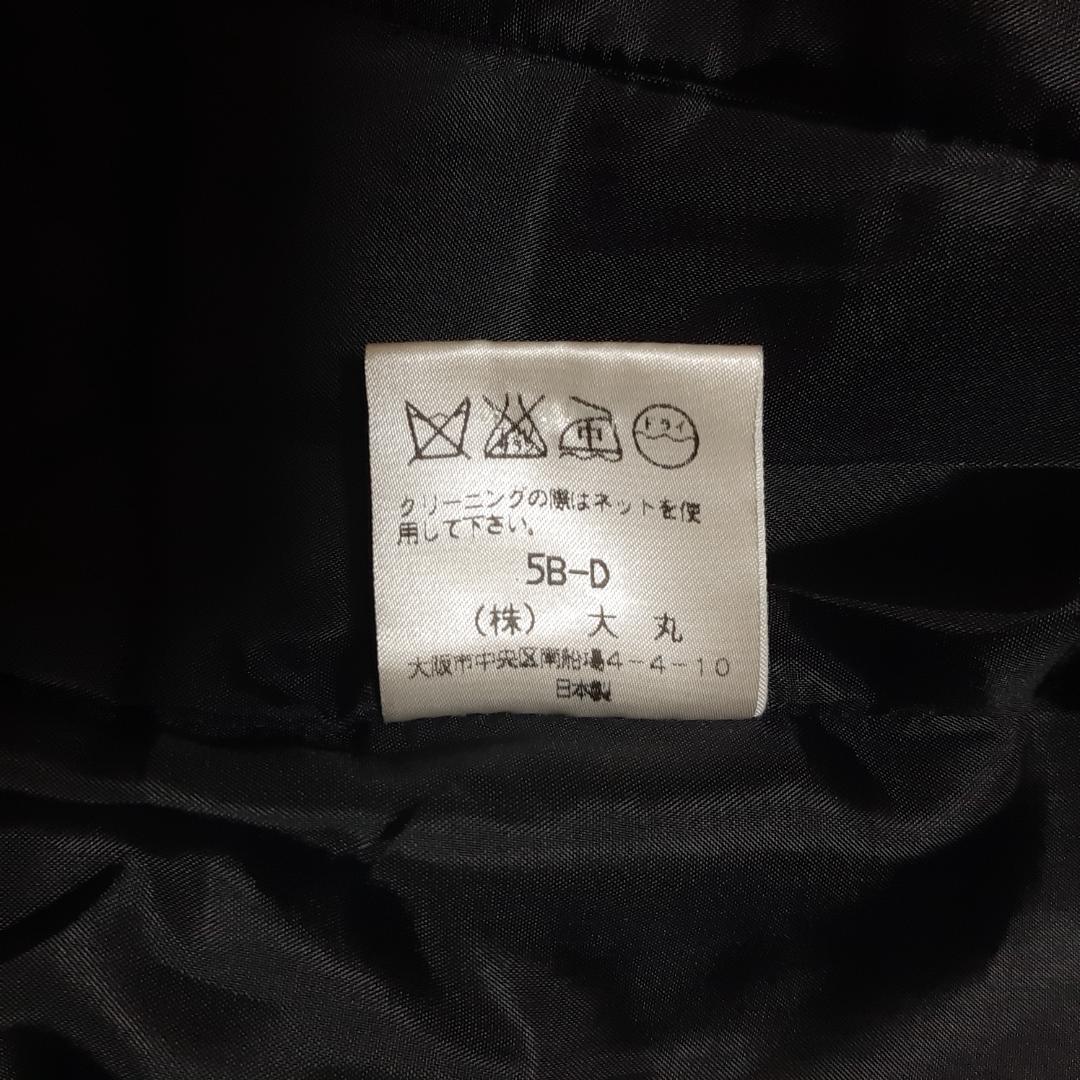 中 ドライ
クリーニングの際はネットを使
用して下さい。
5B-D
(株) 大 丸
大阪市中央区南船場4-4-10
日本製